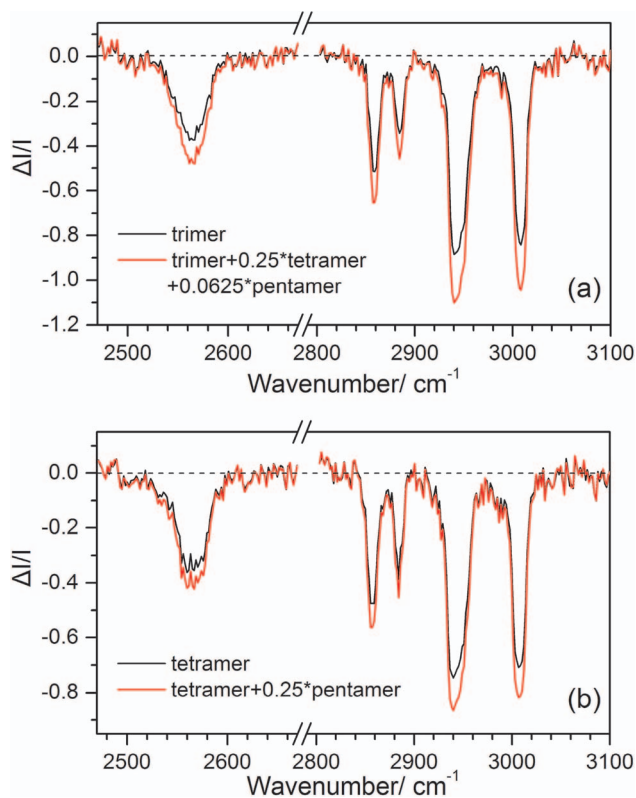 0.0
-0.2
-0.4
-0.6
-0.8
-1.0
-1.2
ΔI/I
trimer
trimer+0.25*tetramer
+0.0625*pentamer
(a)
2500 2600 2800 2900 3000 3100
Wavenumber/ cm⁻¹
0.0
-0.2
-0.4
-0.6
-0.8
ΔI/I
tetramer
tetramer+0.25*pentamer
(b)
2500 2600 2800 2900 3000 3100
Wavenumber/ cm⁻¹